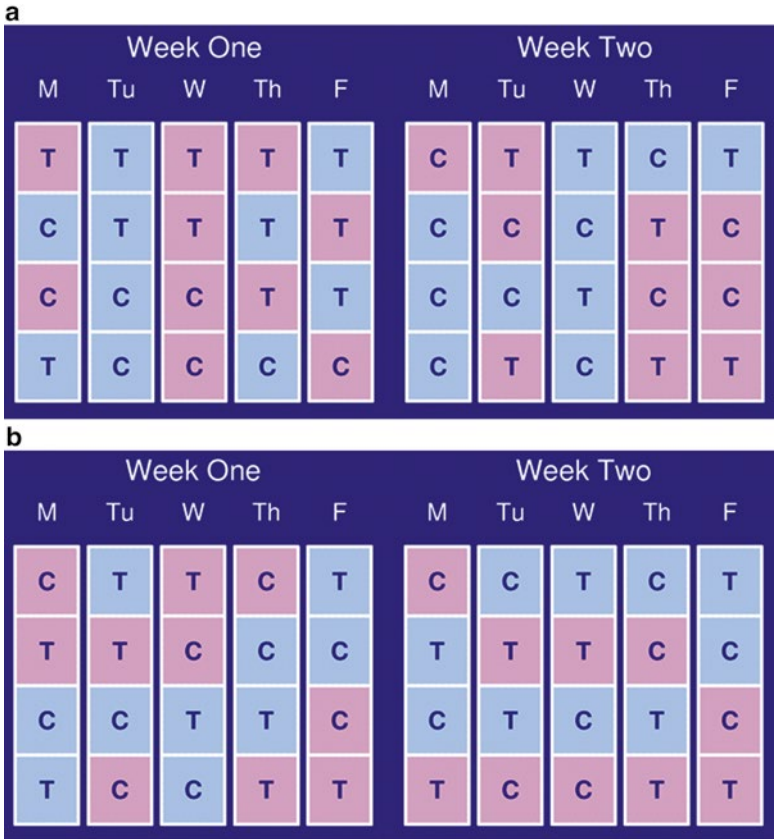 a
Week One Week Two
M Tu W Th F M Tu W Th F
T T T T T C T T C T
C T T T T C C C T C
C C C T T C C T C C
T C C C C C T C T T
b
Week One Week Two
M Tu W Th F M Tu W Th F
C T T C T C C T C T
T T C C C T T T C C
C C T T C C T C T C
T C C T T T C C T T